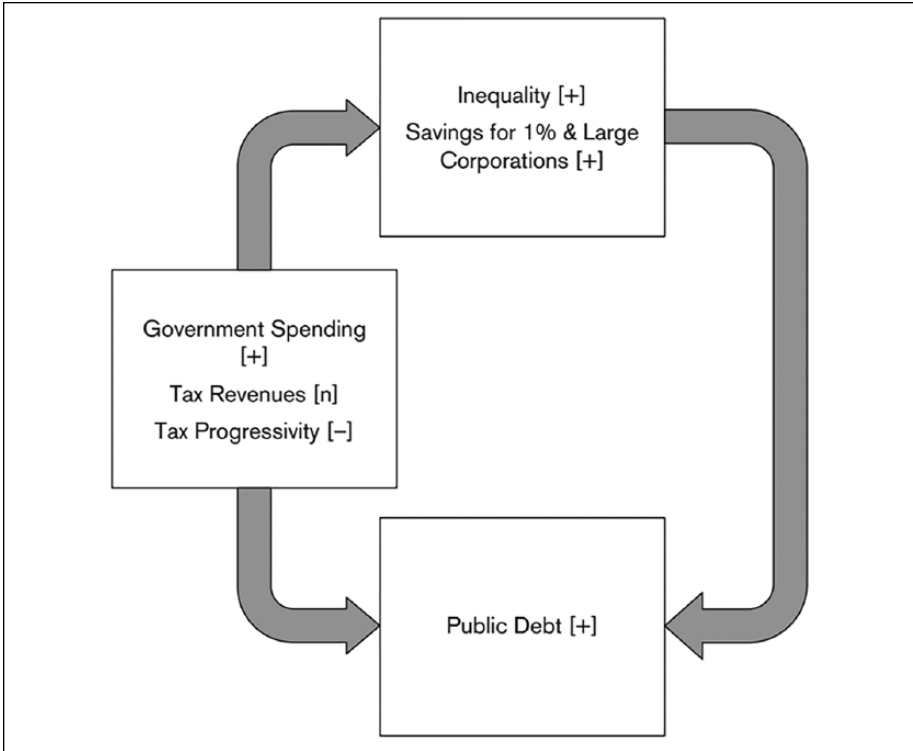 Inequality [+]
Savings for 1% & Large
Corporations [+]
Government Spending
[+]
Tax Revenues [n]
Tax Progressivity [–]
Public Debt [+]